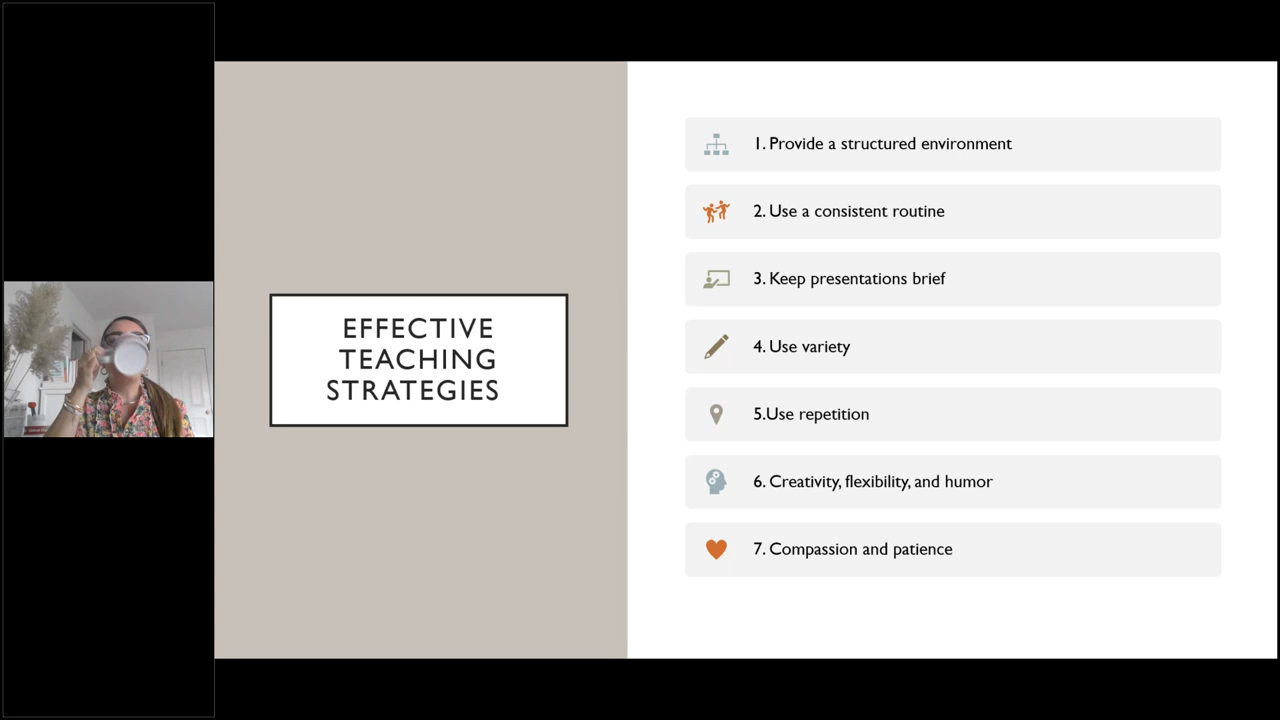 EFFECTIVE
TEACHING
STRATEGIES
1. Provide a structured environment
2. Use a consistent routine
3. Keep presentations brief
4. Use variety
5.Use repetition
6. Creativity, flexibility, and humor
7. Compassion and patience